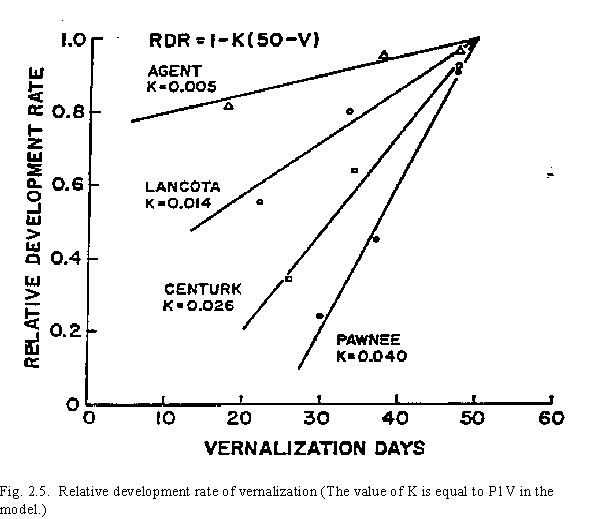 RDR = 1-K(50-V)
RELATIVE DEVELOPMENT RATE
1.0
0.8
0.6
0.4
0.2
0
AGENT
K=0.005
LANCOTA
K=0.014
CENTURK
K=0.026
PAWNEE
K=0.040
0 10 20 30 40 50 60
VERNALIZATION DAYS
Fig. 2.5. Relative development rate of vernalization (The value of K is equal to P1V in the
model.)